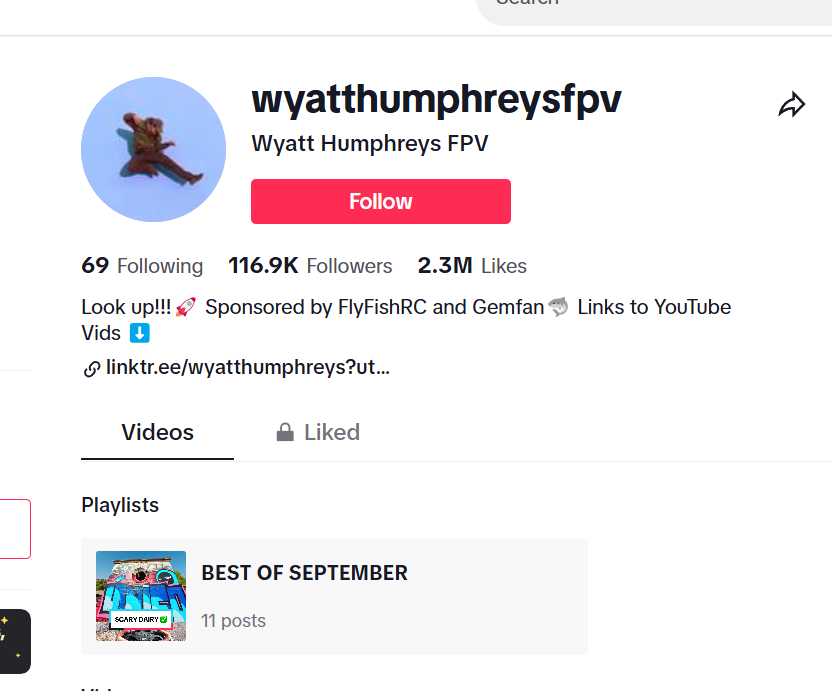 Search
wyatthumphreysfpv
Wyatt Humphreys FPV
Follow
69 Following 116.9K Followers 2.3M Likes
Look up!!!🚀 Sponsored by FlyFishRC and Gemfan🦈 Links to YouTube
Vids ⬇️
linktr.ee/wyatthumphreys?ut...
Videos Liked
Playlists
BEST OF SEPTEMBER
SCARY DAIRY ✅
11 posts